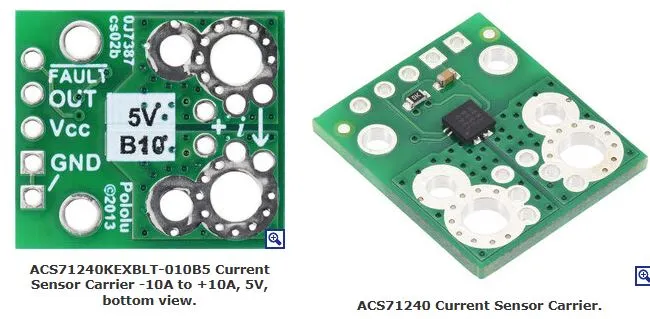 0J7387
cs02b
FAULT
OUT
Vcc
GND
5V
B10
+ i
Pololu
©2013
ACS71240KEXBLT-010B5 Current
Sensor Carrier -10A to +10A, 5V,
bottom view.
ACS71240 Current Sensor Carrier.